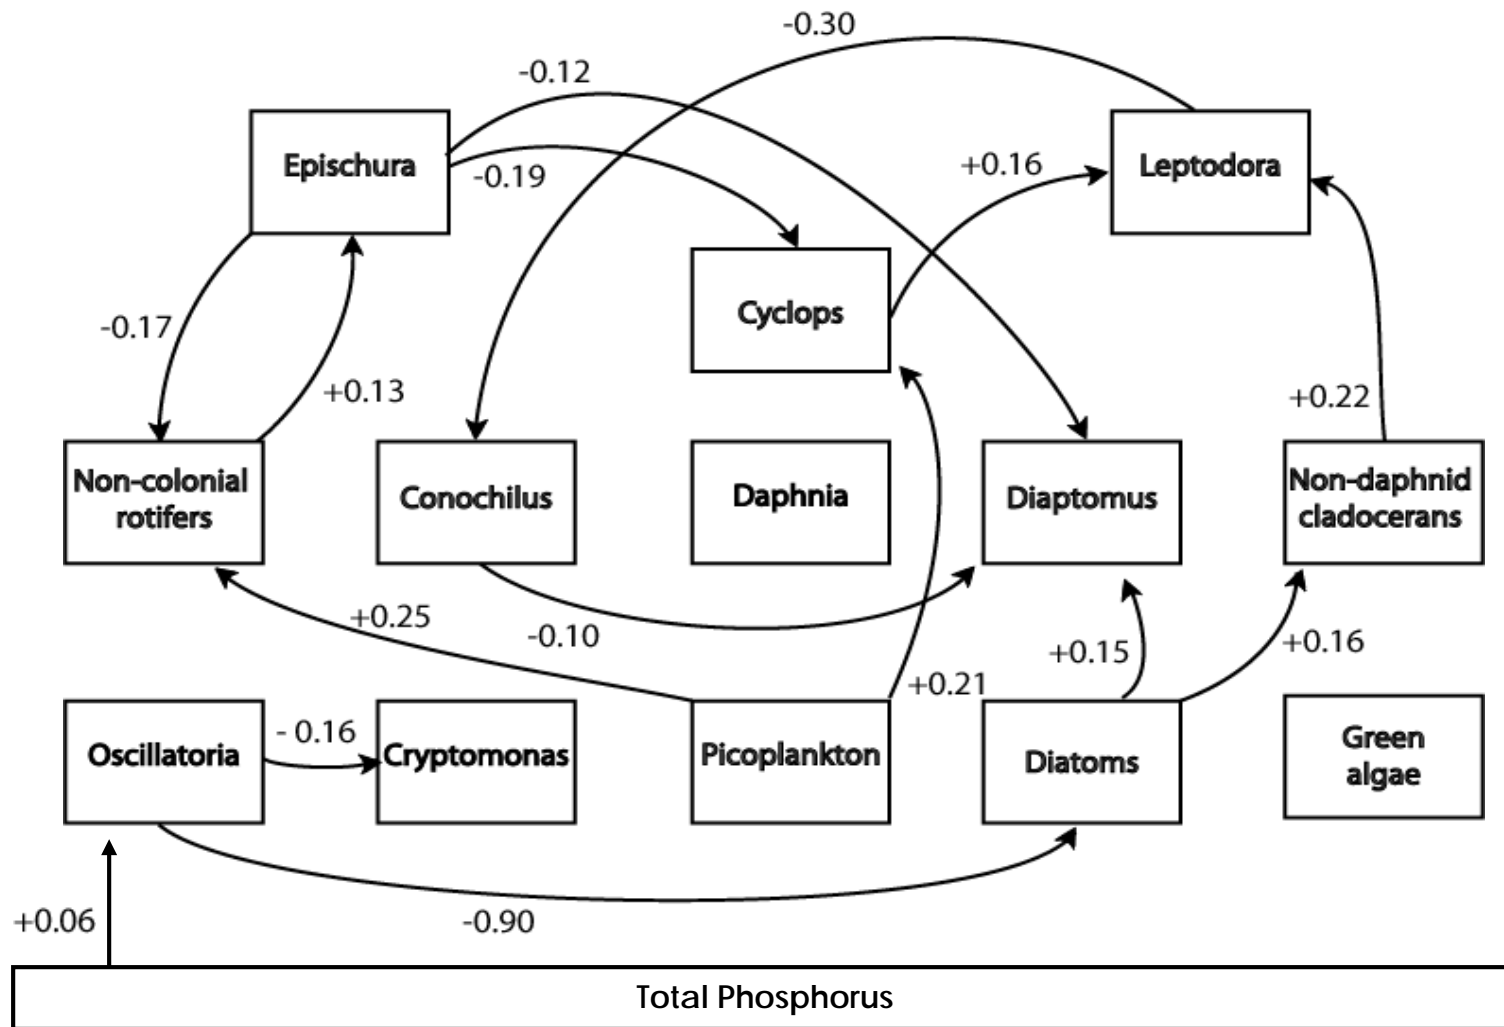 -0.30
-0.12
Epischura
-0.19
+0.16
Leptodora
Cyclops
-0.17
+0.13
+0.22
Non-colonial
rotifers
Conochilus
Daphnia
Diaptomus
Non-daphnid
cladocerans
+0.25
-0.10
+0.21
+0.15
+0.16
Oscillatoria
- 0.16
Cryptomonas
Picoplankton
Diatoms
Green
algae
+0.06
-0.90
Total Phosphorus